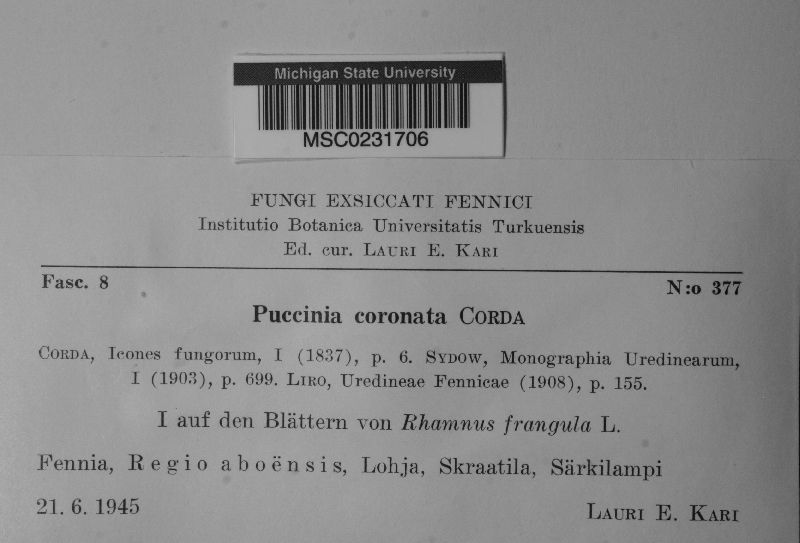 Michigan State University
MSC0231706
FUNGI EXSICCATI FENNICI
Institutio Botanica Universitatis Turkuensis
Ed. cur. LAURI E. KARI
Fasc. 8 N:o 377
Puccinia coronata CORDA
CORDA, Icones fungorum, I (1837), p. 6. SYDOW, Monographia Uredinearum,
I (1903), p. 699. LIRO, Uredineae Fennicae (1908), p. 155.
I auf den Blättern von Rhamnus frangula L.
Fennia, Regio aboënsis, Lohja, Skraatila, Särkilampi
21. 6. 1945 LAURI E. KARI